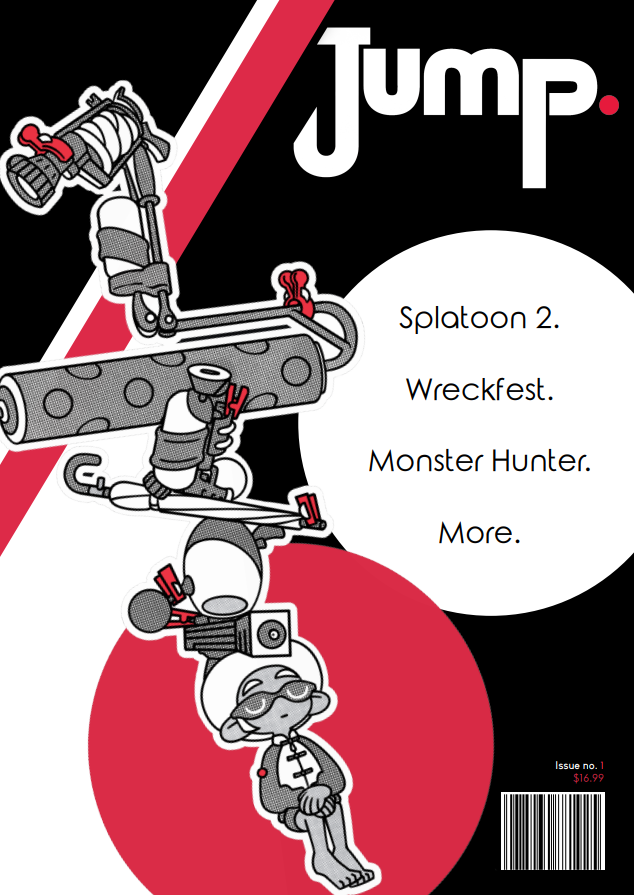 Jump.
Splatoon 2.
Wreckfest.
Monster Hunter.
More.
Issue no. 1
$16.99